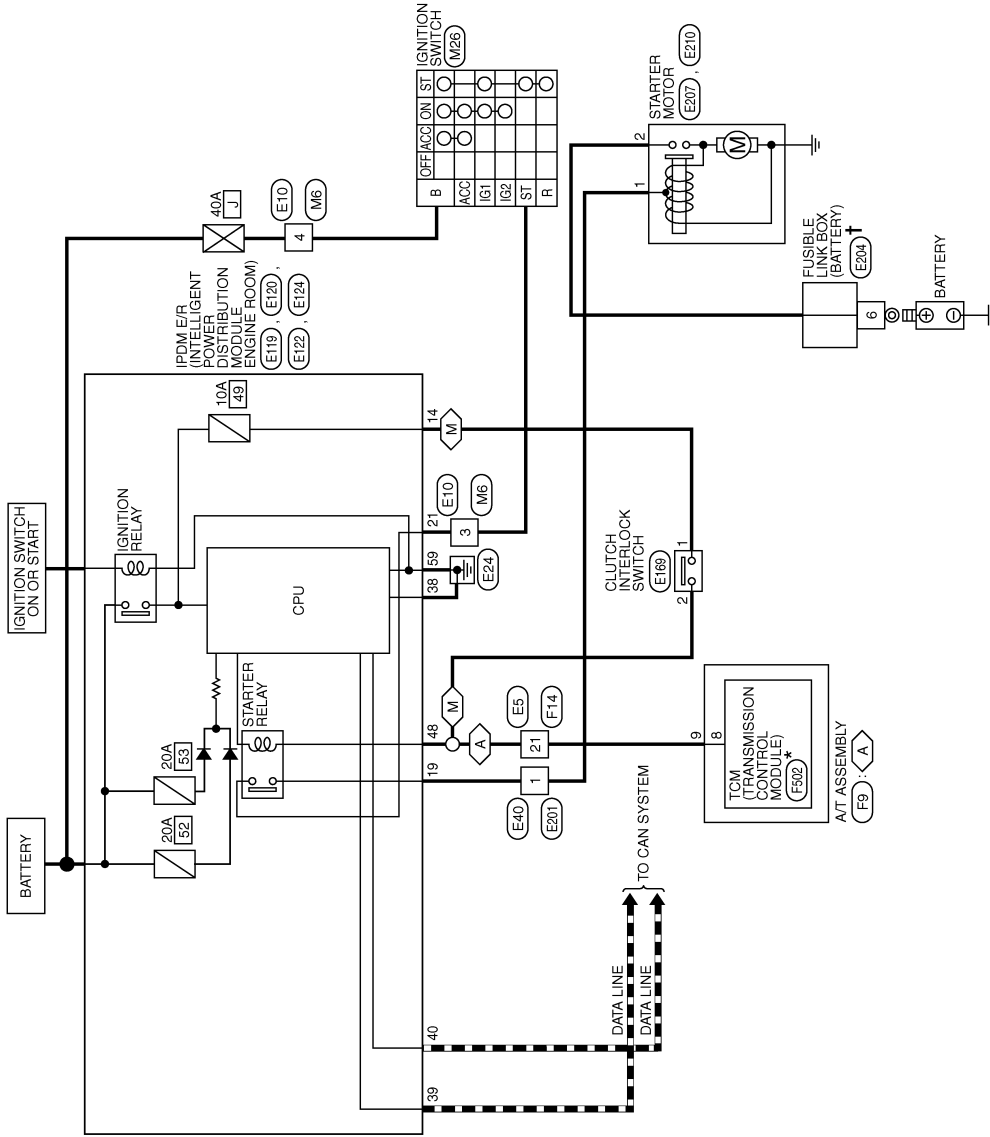 BATTERY
IGNITION SWITCH
ON OR START
40A
J
E10
M6
4
IGNITION
SWITCH
M26
OFF
ACC
ON
ST
B
ACC
IG1
IG2
ST
R
IPDM E/R
(INTELLIGENT
POWER
DISTRIBUTION
MODULE
ENGINE ROOM)
E119 , E120 ,
E122 , E124
20A
52
20A
53
IGNITION
RELAY
10A
49
STARTER
RELAY
CPU
39
40
19
48
38
59
21
14
E24
3
E10
M6
M
M
A
E40
E201
1
E5
F14
21
CLUTCH
INTERLOCK
SWITCH
E169
2
1
STARTER
MOTOR
E207 , E210
1
2
M
FUSIBLE
LINK BOX
(BATTERY)
E204
†
6
BATTERY
+
−
DATA LINE
DATA LINE
TO CAN SYSTEM
9
8
TCM
(TRANSMISSION
CONTROL
MODULE)
F502
*
A/T ASSEMBLY
F9 : A